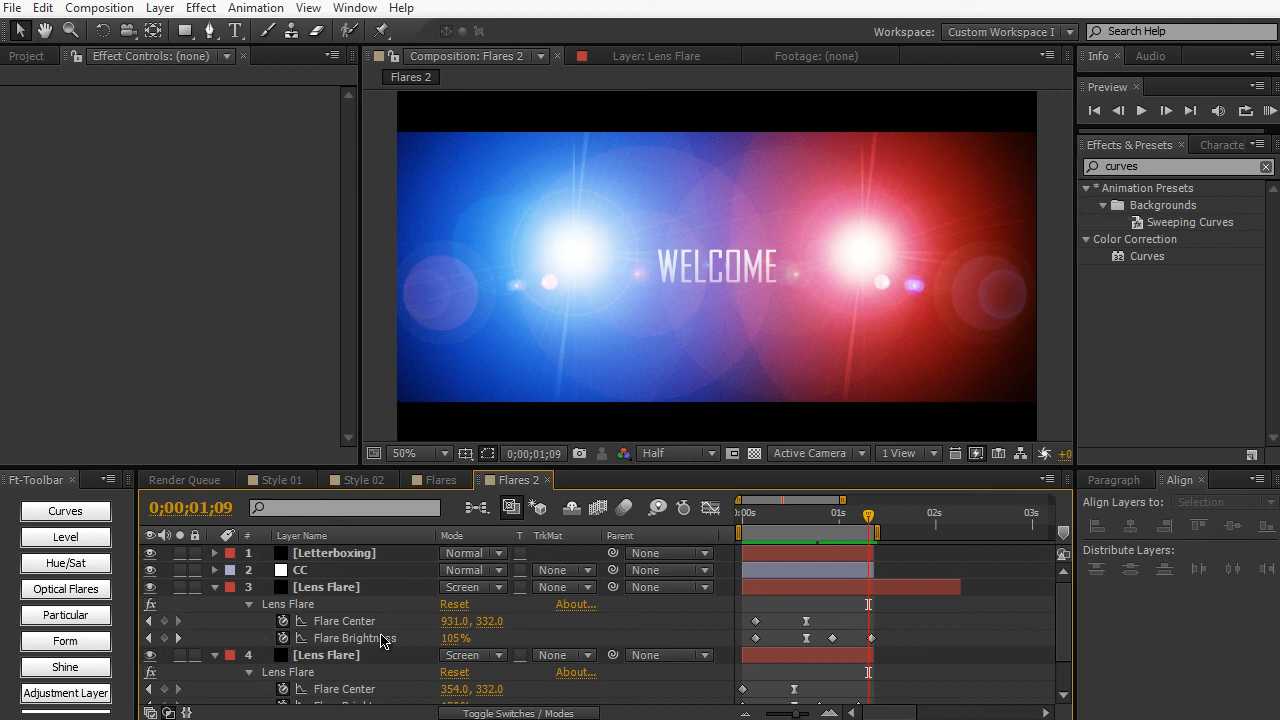 File Edit Composition Layer Effect Animation View Window Help
Workspace: Custom Workspace Search Help
Project Effect Controls: (none) Composition: Flares 2 Layer: Lens Flare Footage: (none) Info Audio
Flares 2
Preview
Effects & Presets Characte
curves
* Animation Presets
Backgrounds
Sweeping Curves
Color Correction
Curves
WELCOME
50% 0;00;01;09 Half Active Camera 1 View +0
Ft-Toolbar Render Queue Style 01 Style 02 Flares Flares 2 Paragraph Align
Curves
Level
Hue/Sat
Optical Flares
Particular
Form
Shine
Adjustment Layer
0;00;01;09
0:00s 01s 02s 03s
# Layer Name Mode T TrkMat Parent
1 [Letterboxing] Normal None
2 CC Normal None None
3 [Lens Flare] Screen None None
fx Lens Flare Reset About...
Flare Center 931.0, 332.0
Flare Brightness 105%
4 [Lens Flare] Screen None None
fx Lens Flare Reset About...
Flare Center 354.0, 332.0
Toggle Switches / Modes
Align Layers to: Selection
Distribute Layers: